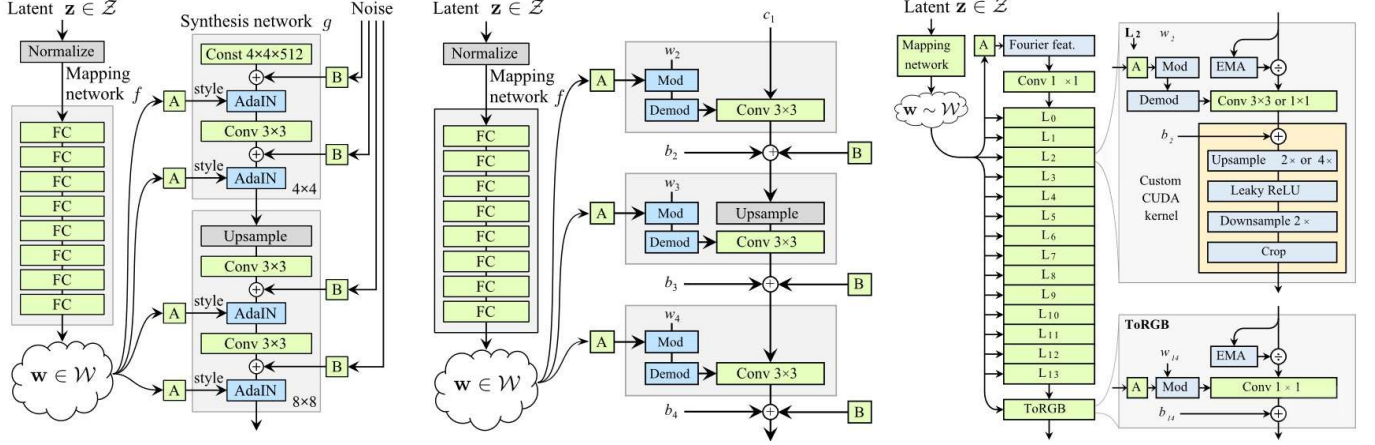 Latent z ∈ Z
Normalize
Mapping
network f
FC
FC
FC
FC
FC
FC
FC
FC
w ∈ W
Synthesis network g
Noise
Const 4×4×512
B
style
A
AdaIN
Conv 3×3
B
style
A
AdaIN
4×4
Upsample
Conv 3×3
B
style
A
AdaIN
Conv 3×3
B
style
A
AdaIN
8×8
Latent z ∈ Z
Normalize
Mapping
network f
FC
FC
FC
FC
FC
FC
FC
FC
w ∈ W
c1
w2
A
Mod
Demod
Conv 3×3
b2
B
w3
A
Mod
Upsample
Demod
Conv 3×3
b3
B
w4
A
Mod
Demod
Conv 3×3
b4
B
Latent z ∈ Z
Mapping
network
w ∼ W
A
Fourier feat.
Conv 1 ×1
L0
L1
L2
L3
L4
L5
L6
L7
L8
L9
L10
L11
L12
L13
ToRGB
L2
w2
A
Mod
EMA
÷
Demod
Conv 3×3 or 1×1
b2
Custom
CUDA
kernel
Upsample 2× or 4×
Leaky ReLU
Downsample 2×
Crop
ToRGB
w14
EMA
÷
A
Mod
Conv 1 × 1
b14